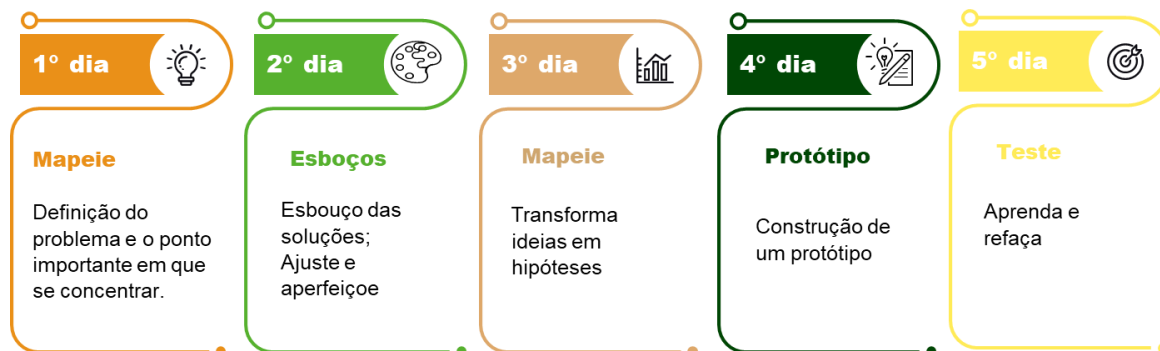 1º dia
Mapeie
Definição do
problema e o ponto
importante em que
se concentrar.
2º dia
Esboços
Esbouço das
soluções;
Ajuste e
aperfeiçoe
3º dia
Mapeie
Transforma
ideias em
hipóteses
4º dia
Protótipo
Construção de
um protótipo
5º dia
Teste
Aprenda e
refaça